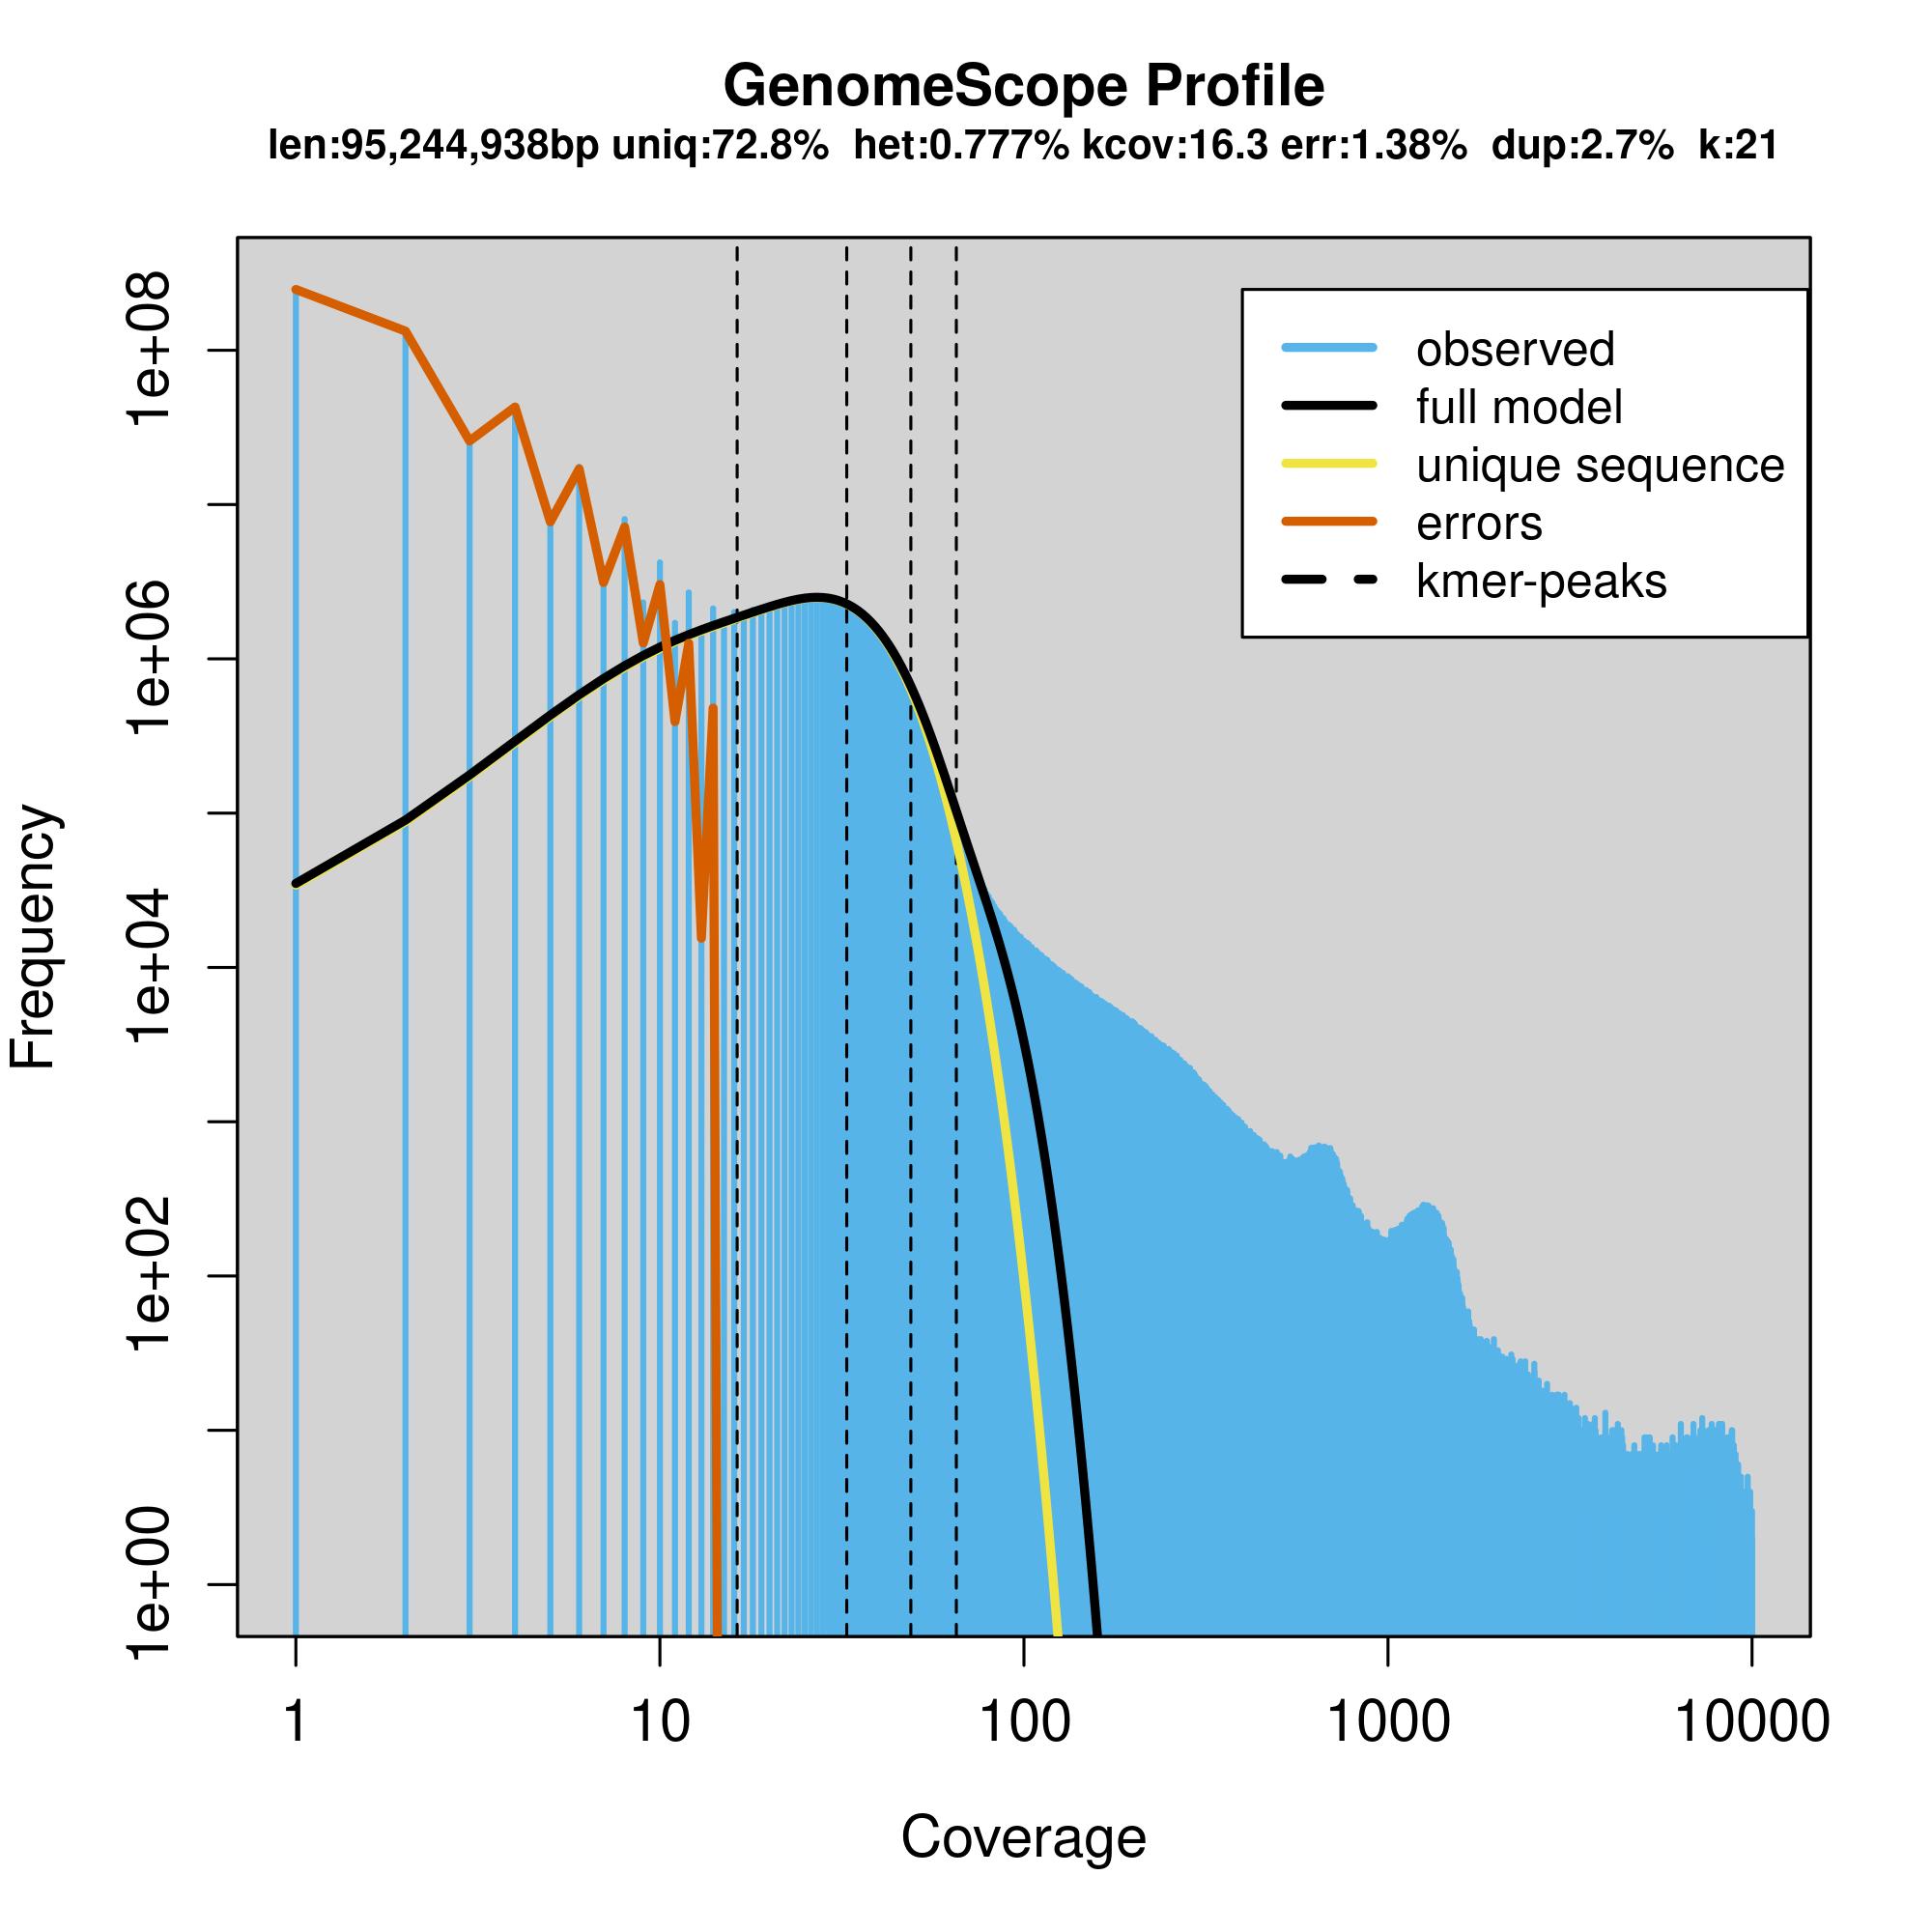 GenomeScope Profile
len:95,244,938bp uniq:72.8% het:0.777% kcov:16.3 err:1.38% dup:2.7% k:21
observed
full model
unique sequence
errors
kmer-peaks
Frequency
1e+08
1e+06
1e+04
1e+02
1e+00
1 10 100 1000 10000
Coverage